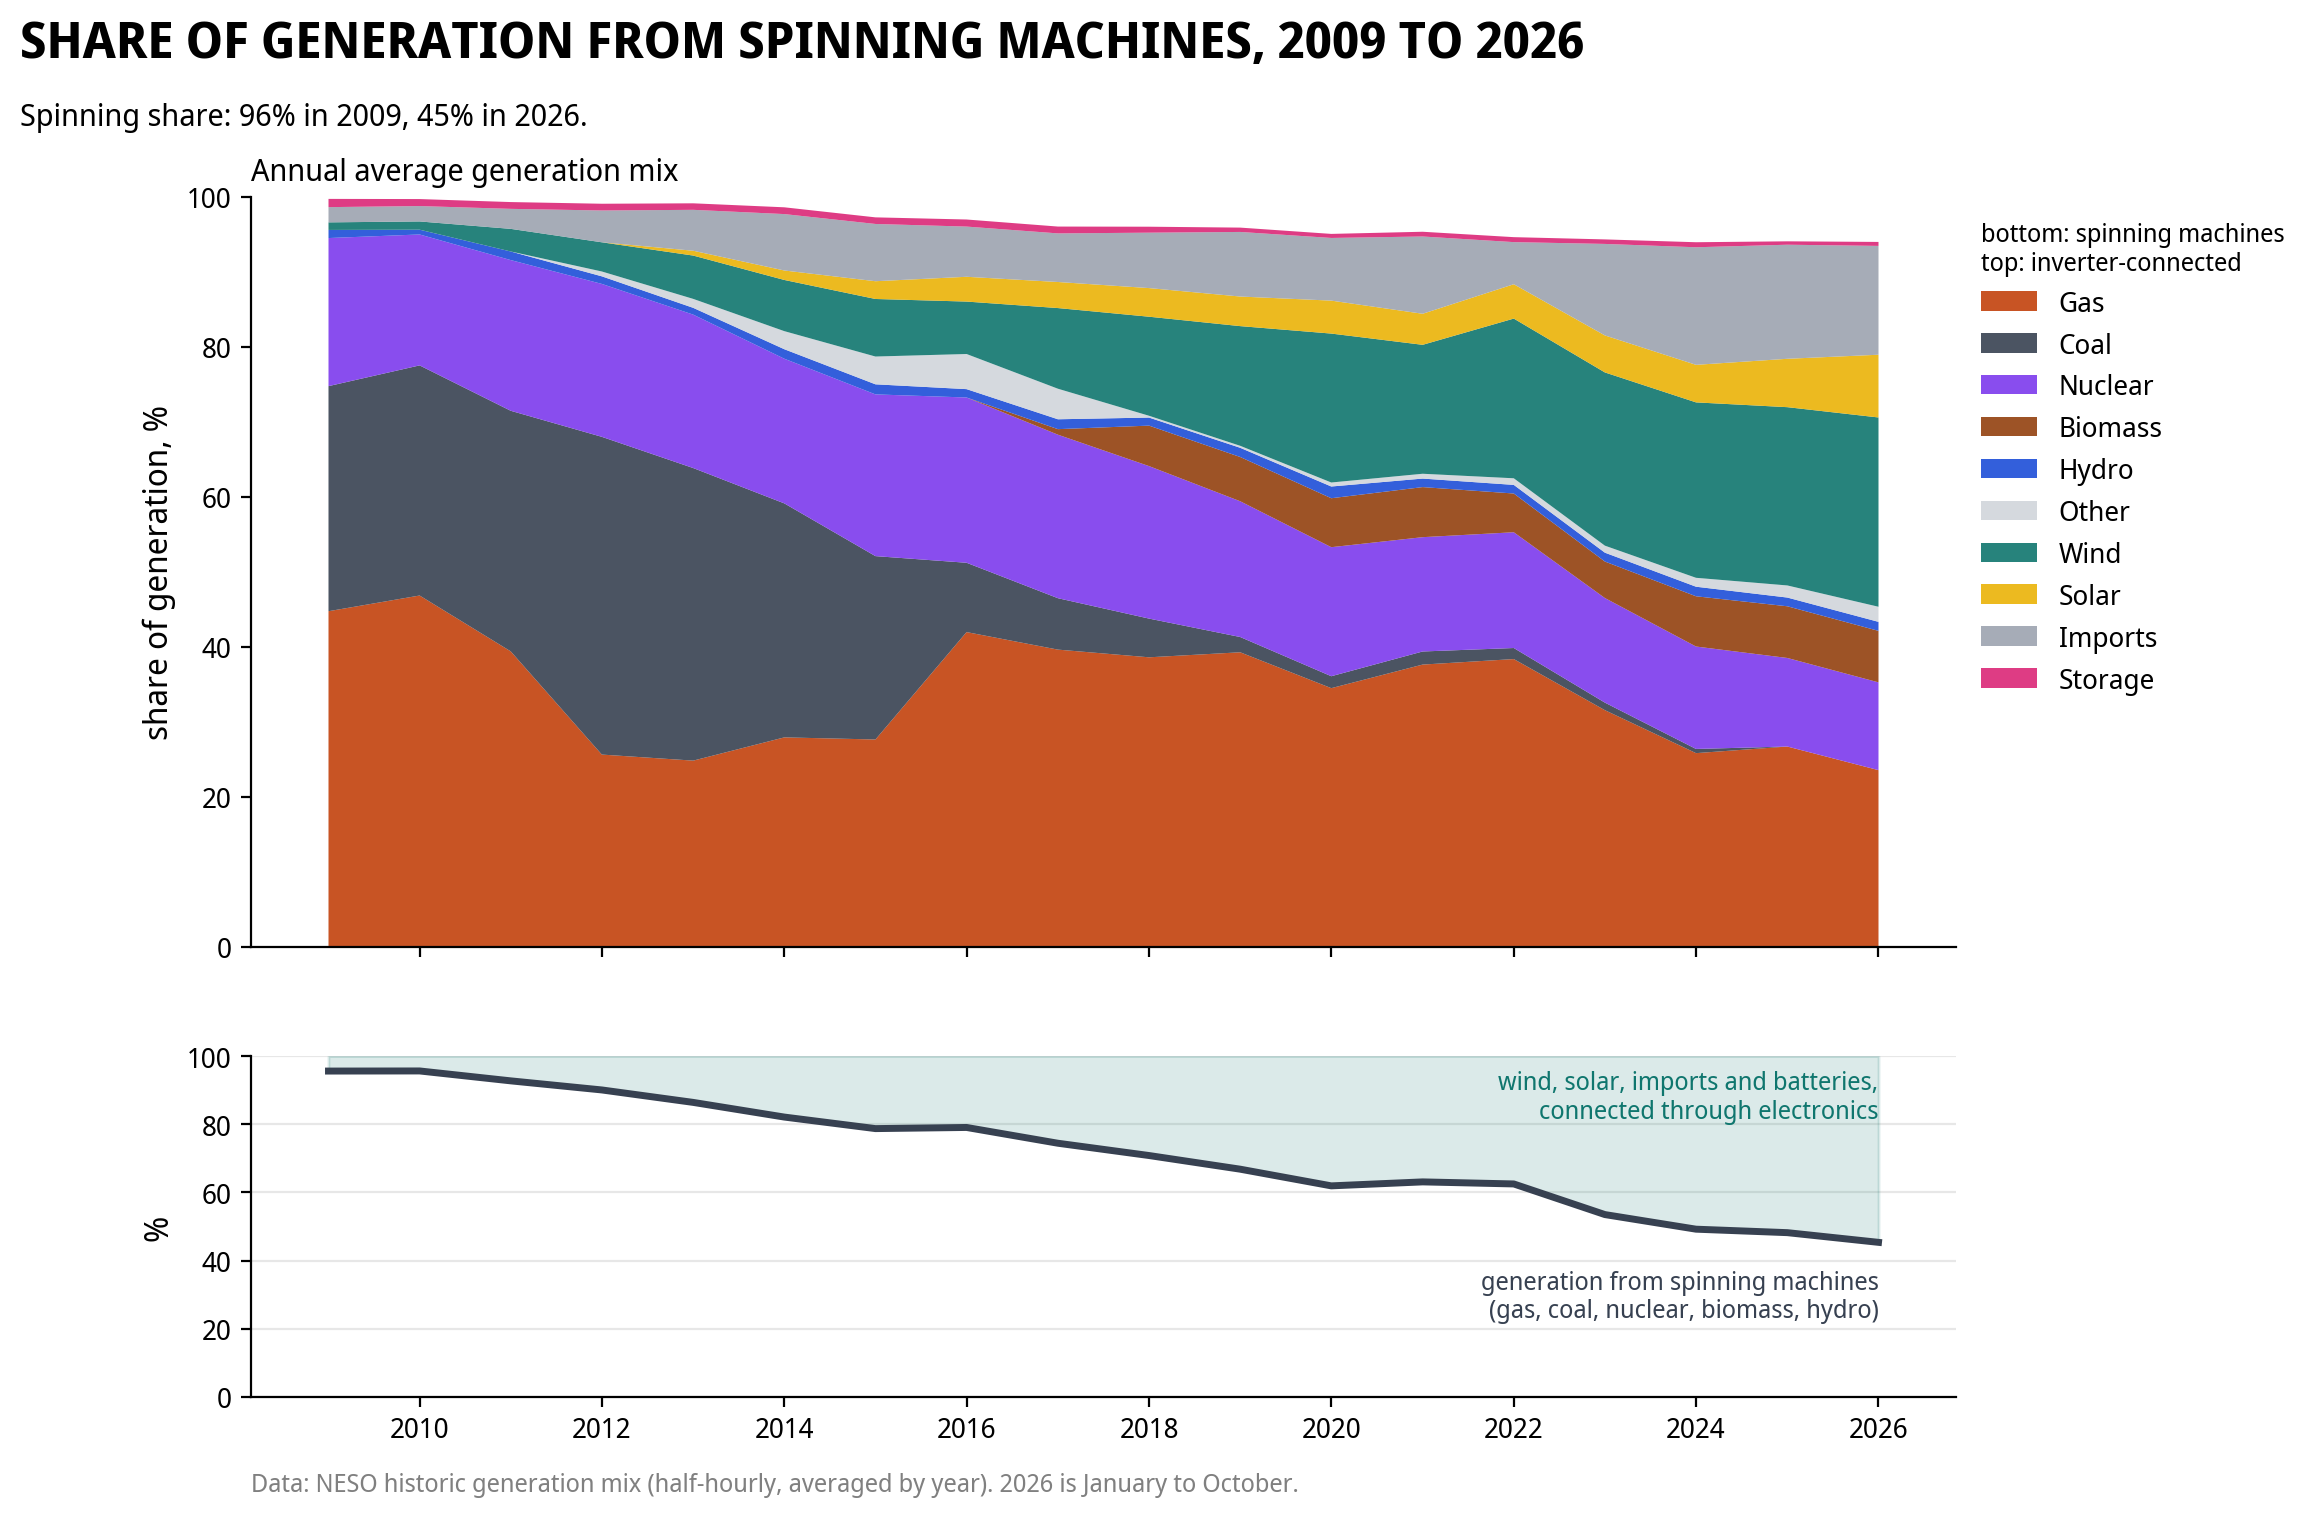 SHARE OF GENERATION FROM SPINNING MACHINES, 2009 TO 2026
Spinning share: 96% in 2009, 45% in 2026.
Annual average generation mix
100
80
60
40
20
0
share of generation, %
bottom: spinning machines
top: inverter-connected
Gas
Coal
Nuclear
Biomass
Hydro
Other
Wind
Solar
Imports
Storage
100
80
60
40
20
0
%
wind, solar, imports and batteries,
connected through electronics
generation from spinning machines
(gas, coal, nuclear, biomass, hydro)
2010 2012 2014 2016 2018 2020 2022 2024 2026
Data: NESO historic generation mix (half-hourly, averaged by year). 2026 is January to October.